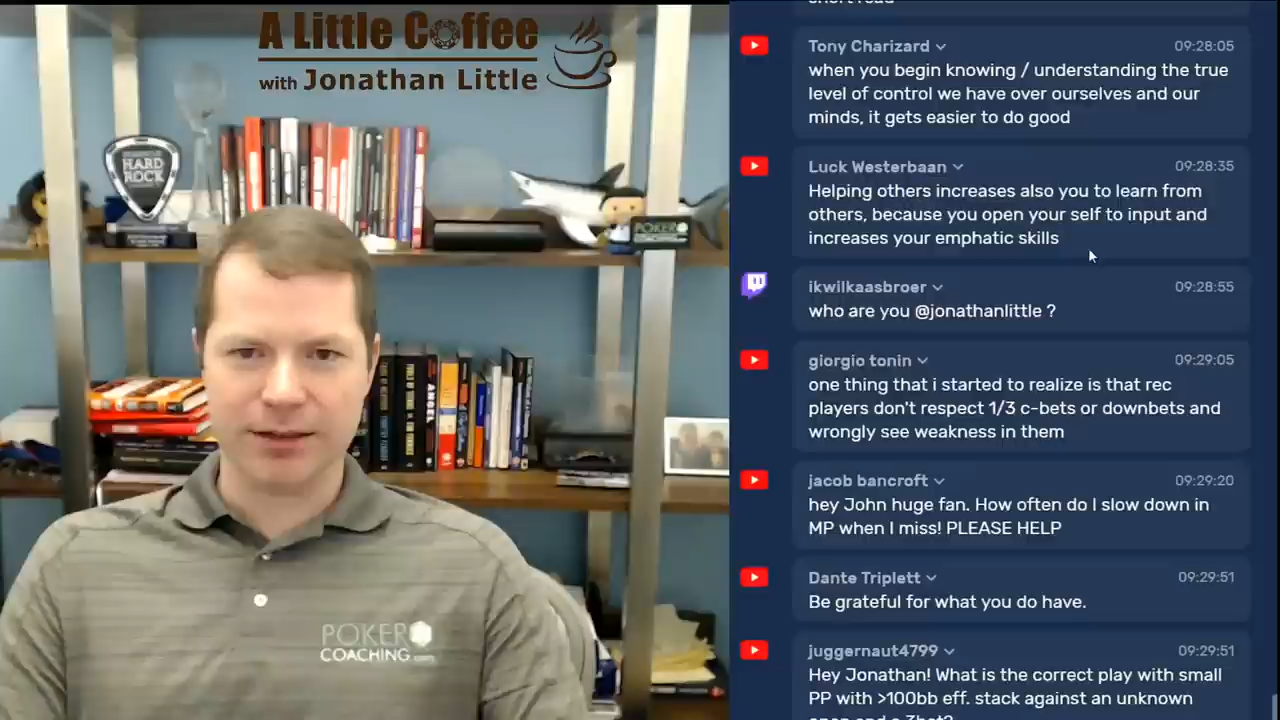 A Little Coffee
with Jonathan Little
HARD
ROCK
POKER
ANGEL
POKER
COACHING.com
Tony Charizard
09:28:05
when you begin knowing / understanding the true
level of control we have over ourselves and our
minds, it gets easier to do good
Luck Westerbaan
09:28:35
Helping others increases also you to learn from
others, because you open your self to input and
increases your emphatic skills
ikwilkaasbroer
09:28:55
who are you @jonathanlittle ?
giorgio tonin
09:29:05
one thing that i started to realize is that rec
players don't respect 1/3 c-bets or downbets and
wrongly see weakness in them
jacob bancroft
09:29:20
hey John huge fan. How often do I slow down in
MP when I miss! PLEASE HELP
Dante Triplett
09:29:51
Be grateful for what you do have.
juggernaut4799
09:29:51
Hey Jonathan! What is the correct play with small
PP with >100bb eff. stack against an unknown